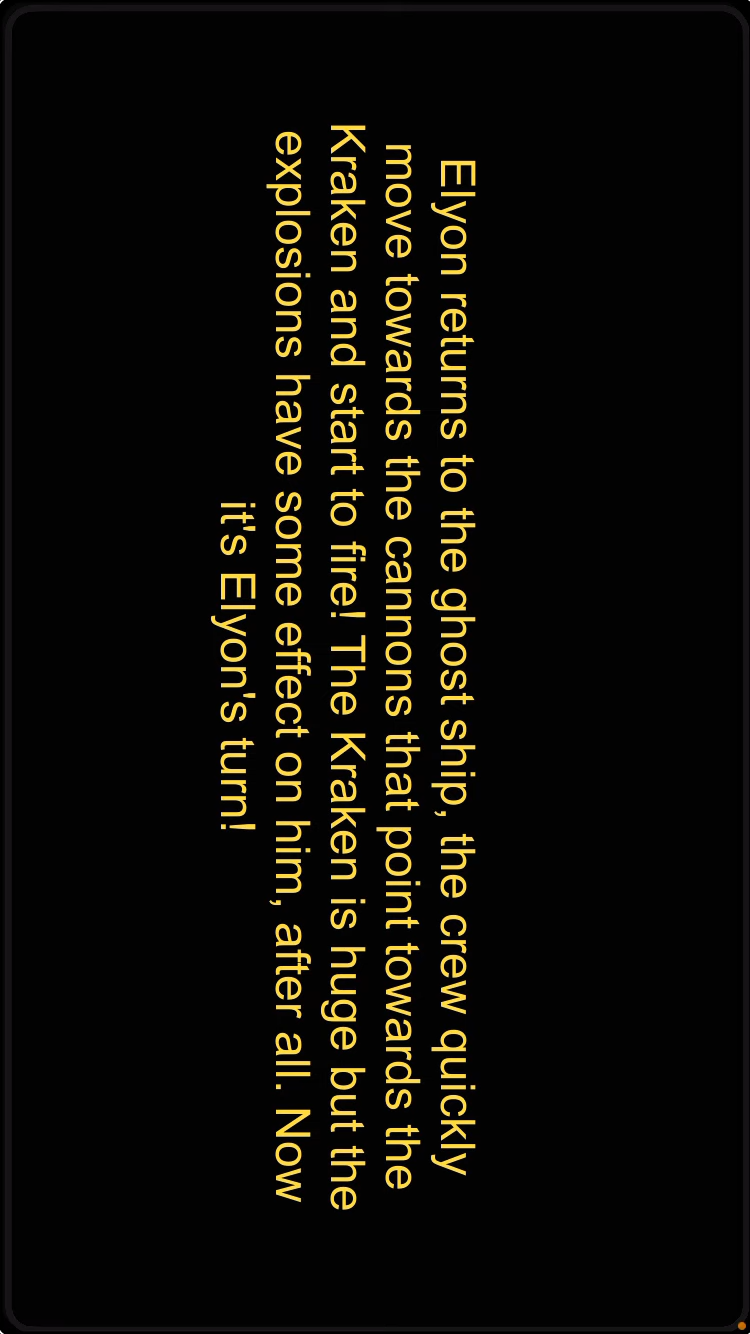 Elyon returns to the ghost ship, the crew quickly
move towards the cannons that point towards the
Kraken and start to fire! The Kraken is huge but the
explosions have some effect on him, after all. Now
it's Elyon's turn!